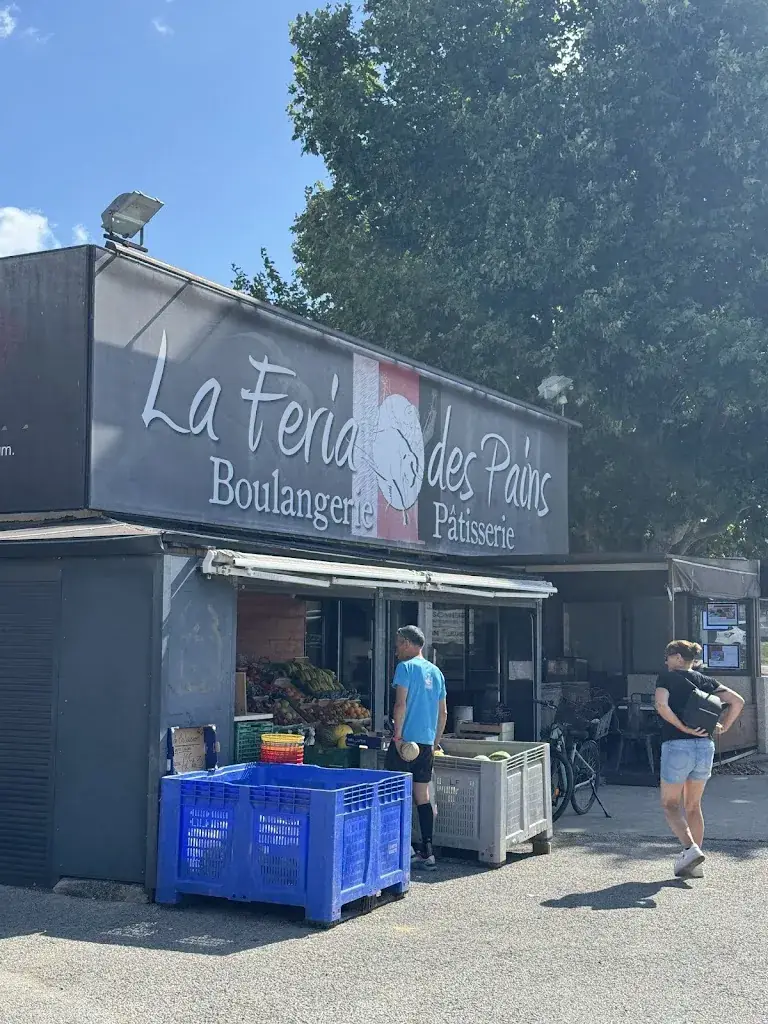 La Feria des Pains
Boulangerie Pâtisserie
m.